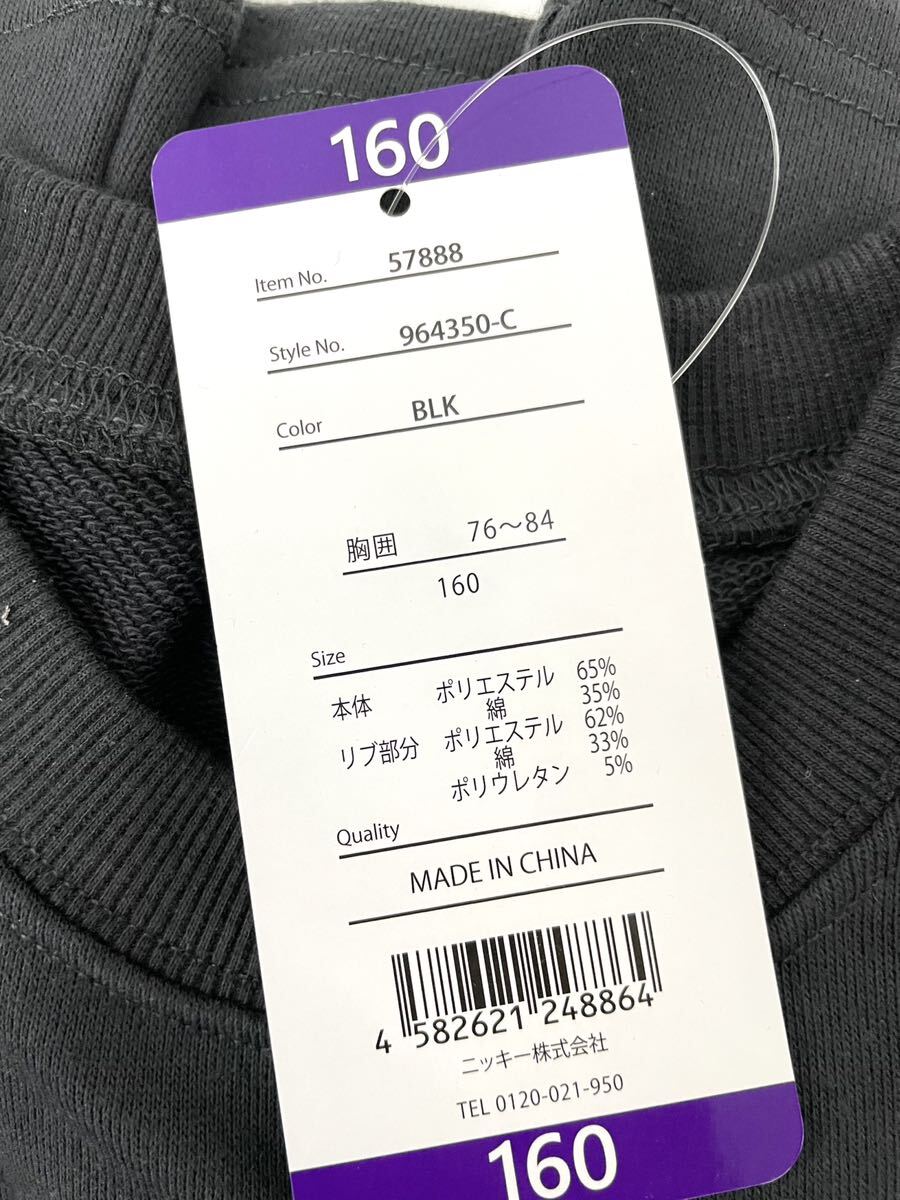 160
Item No. 57888
Style No. 964350-C
Color BLK
胸囲 76〜84
160
Size
本体 ポリエステル 65%
綿 35%
リブ部分 ポリエステル 62%
綿 33%
ポリウレタン 5%
Quality
MADE IN CHINA
4 582621 248864
ニッキー株式会社
TEL 0120-021-950
160